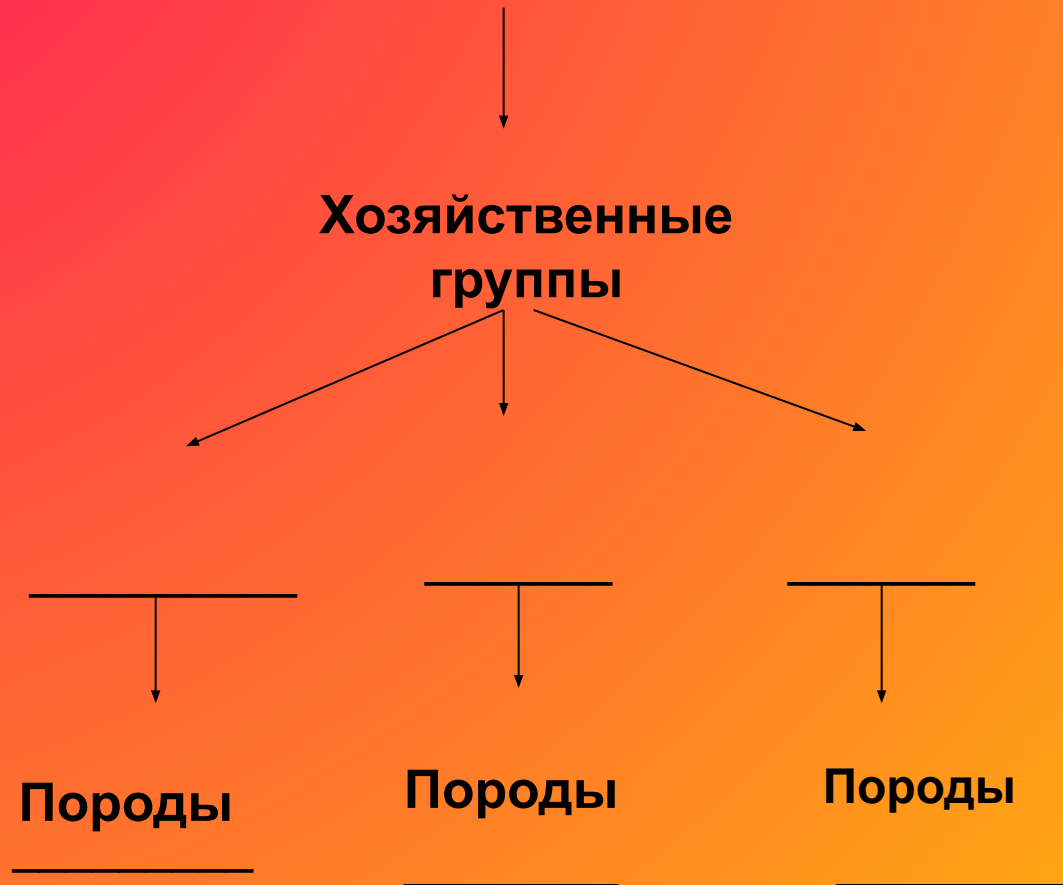 Хозяйственные
группы
Породы
Породы
Породы